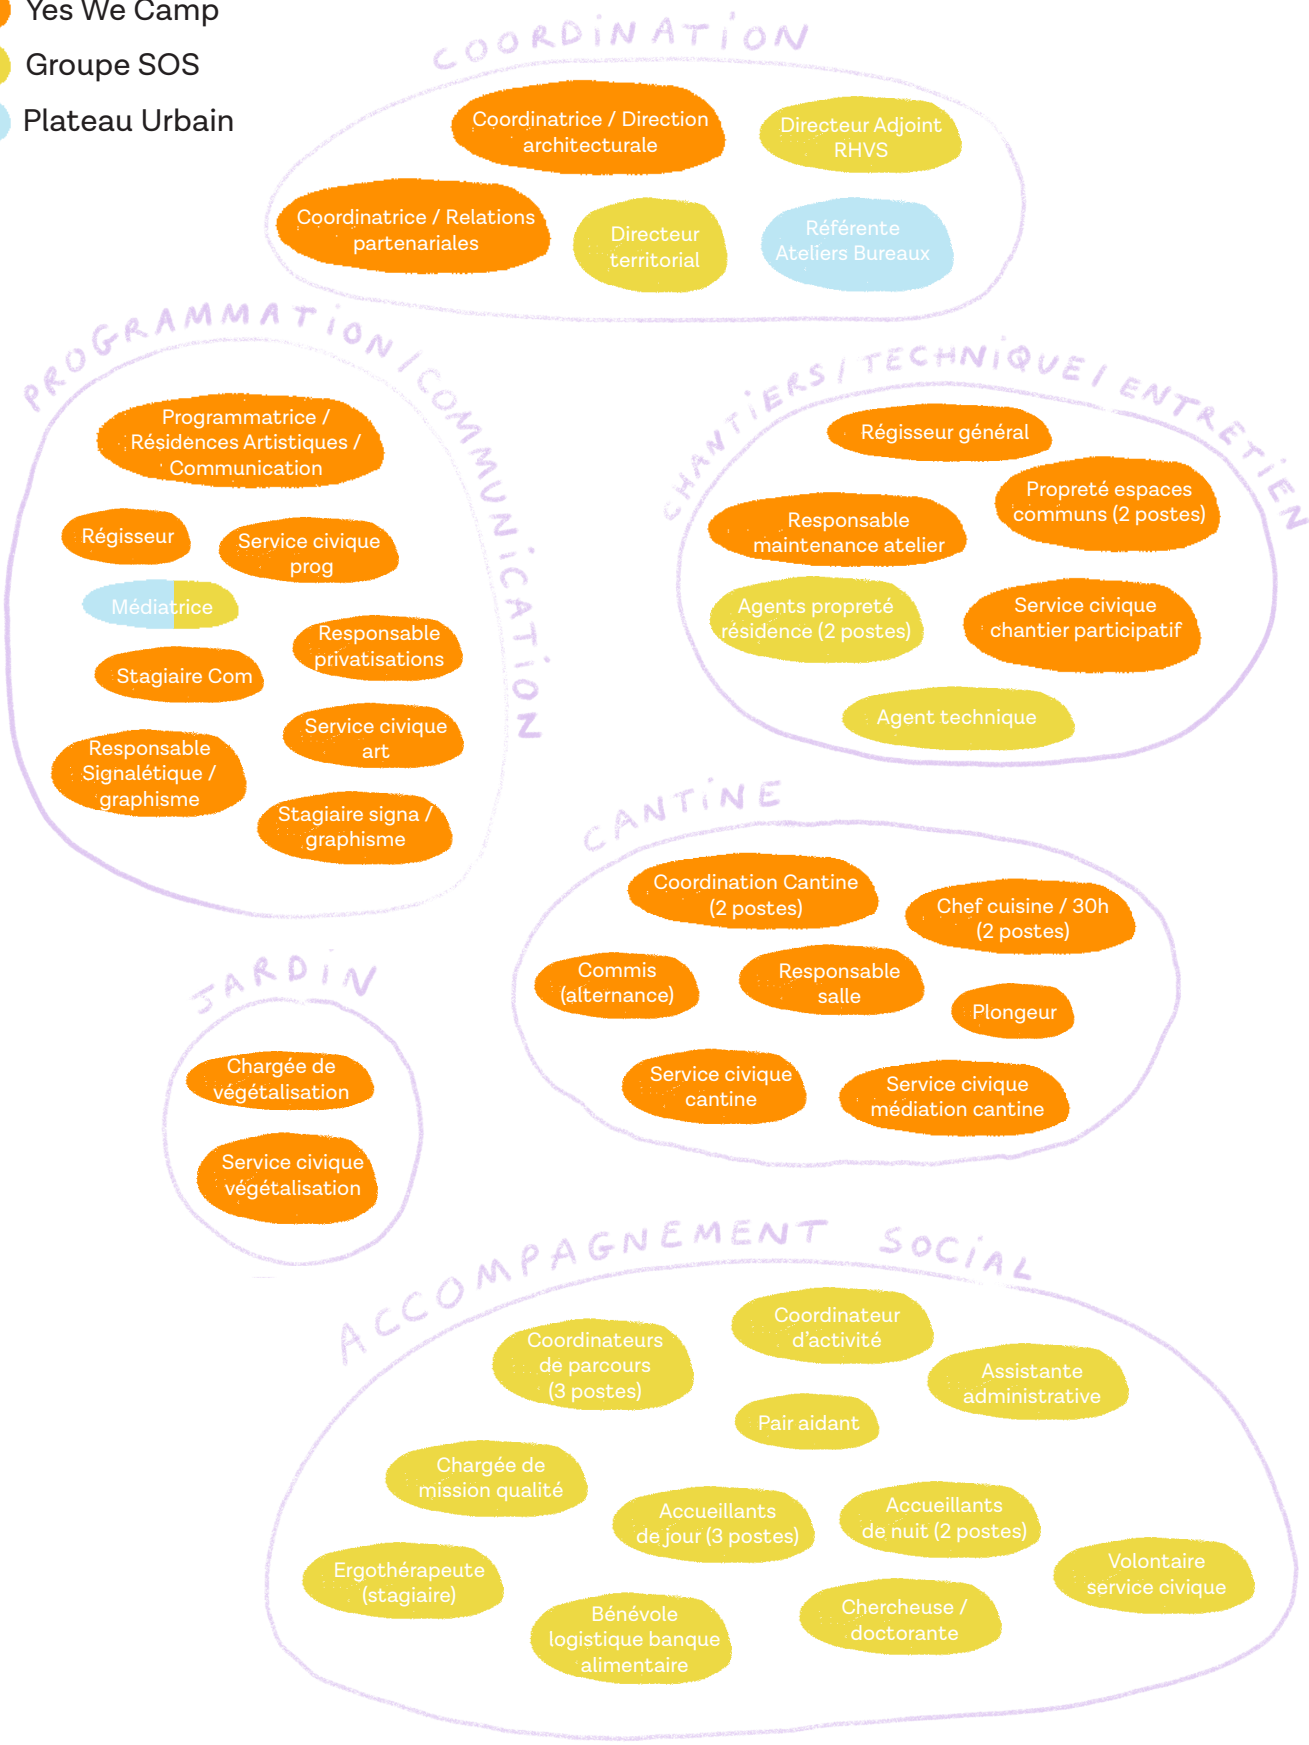 Yes We Camp
Groupe SOS
Plateau Urbain
COORDINATION
Coordinatrice / Direction
architecturale
Directeur Adjoint
RHVS
Coordinatrice / Relations
partenariales
Directeur
territorial
Référente
Ateliers Bureaux
PROGRAMMATION / COMMUNICATION
Programmatrice /
Résidences Artistiques /
Communication
Régisseur
Service civique
prog
Médiatrice
Responsable
privatisations
Stagiaire Com
Service civique
art
Responsable
Signalétique /
graphisme
Stagiaire signa /
graphisme
CHANTIERS / TECHNIQUE / ENTRETIEN
Régisseur général
Propreté espaces
communs (2 postes)
Responsable
maintenance atelier
Agents propreté
résidence (2 postes)
Service civique
chantier participatif
Agent technique
CANTINE
Coordination Cantine
(2 postes)
Chef cuisine / 30h
(2 postes)
Commis
(alternance)
Responsable
salle
Plongeur
Service civique
cantine
Service civique
médiation cantine
JARDIN
Chargée de
végétalisation
Service civique
végétalisation
ACCOMPAGNEMENT SOCIAL
Coordinateur
d'activité
Coordinateurs
de parcours
(3 postes)
Assistante
administrative
Pair aidant
Chargée de
mission qualité
Accueillants
de jour (3 postes)
Accueillants
de nuit (2 postes)
Volontaire
service civique
Ergothérapeute
(stagiaire)
Bénévole
logistique banque
alimentaire
Chercheuse /
doctorante